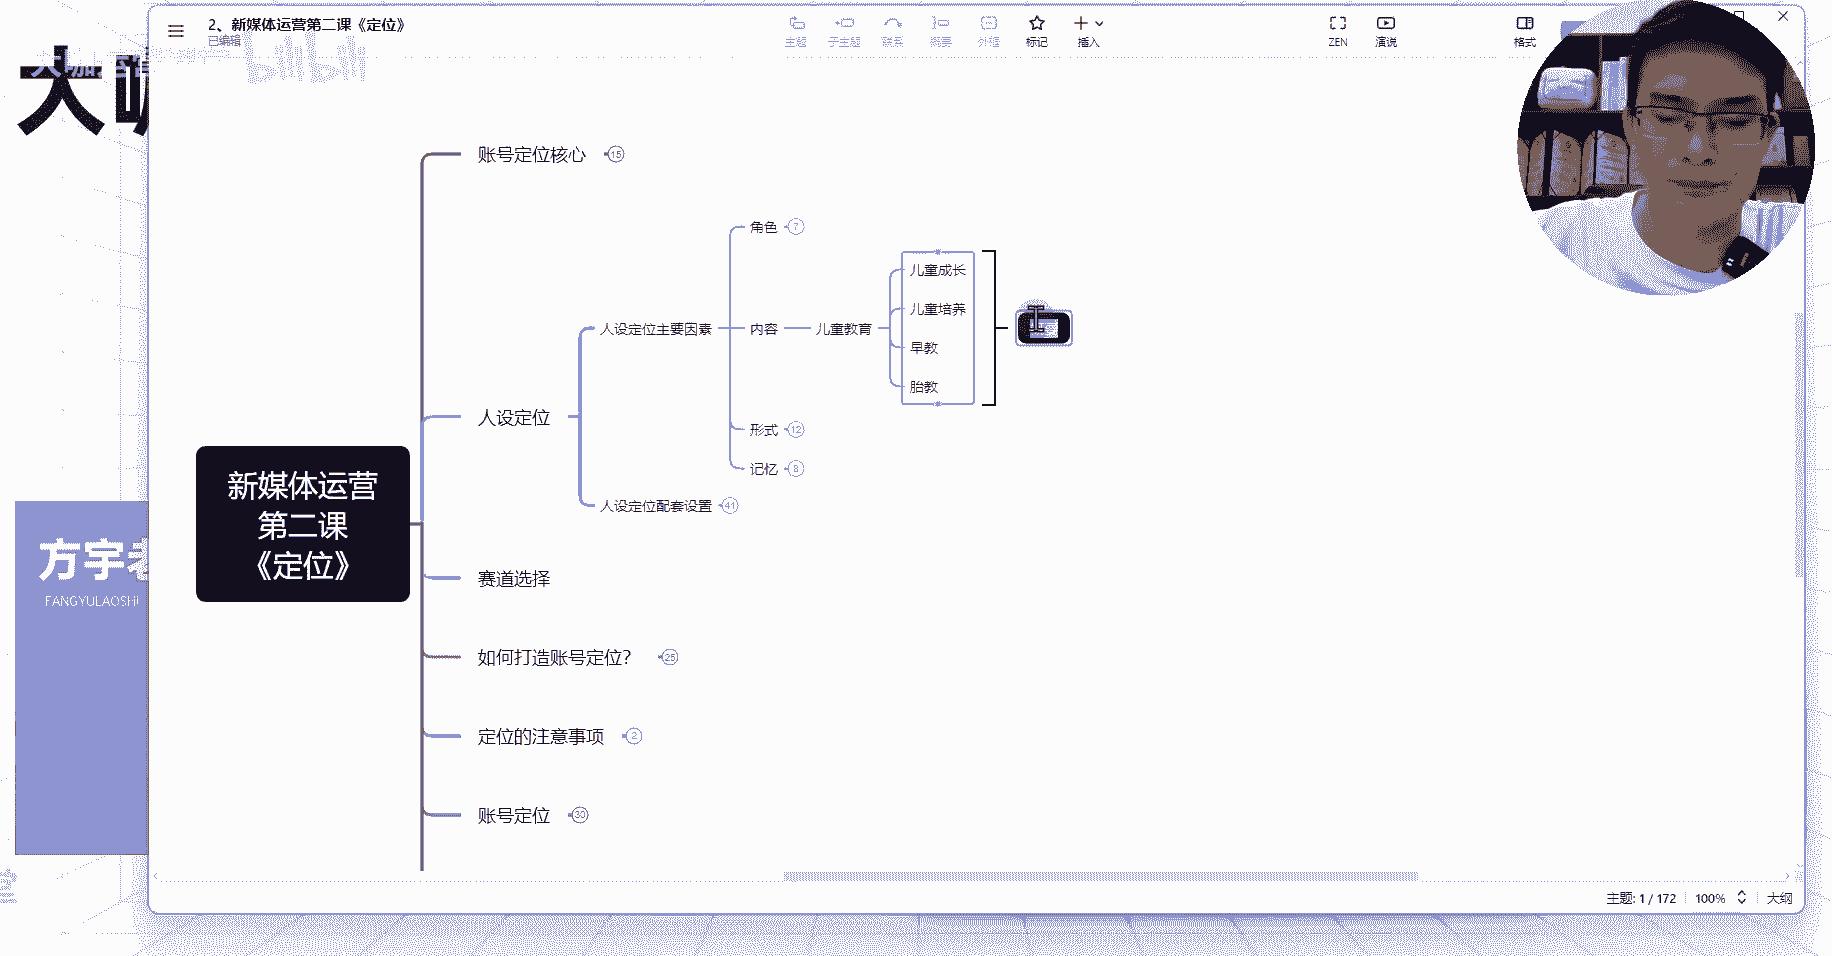 2、新媒体运营第二课《定位》
已编辑
主题
子主题
联系
概要
外框
标记
插入
ZEN
演说
格式
bilibili
大咖运营
大
账号定位核心
15
角色
7
儿童成长
儿童培养
人设定位主要因素
内容
儿童教育
早教
胎教
人设定位
形式
12
记忆
8
人设定位配套设置
41
新媒体运营
第二课
《定位》
方宇老
FANGYULAOSHI
赛道选择
如何打造账号定位？
25
定位的注意事项
2
账号定位
30
主题: 1 / 172
100%
大纲